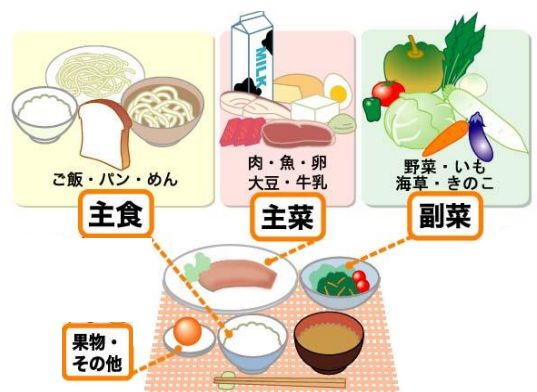 MILK
ご飯・パン・めん
肉・魚・卵
大豆・牛乳
野菜・いも
海草・きのこ
主食
主菜
副菜
果物・
その他